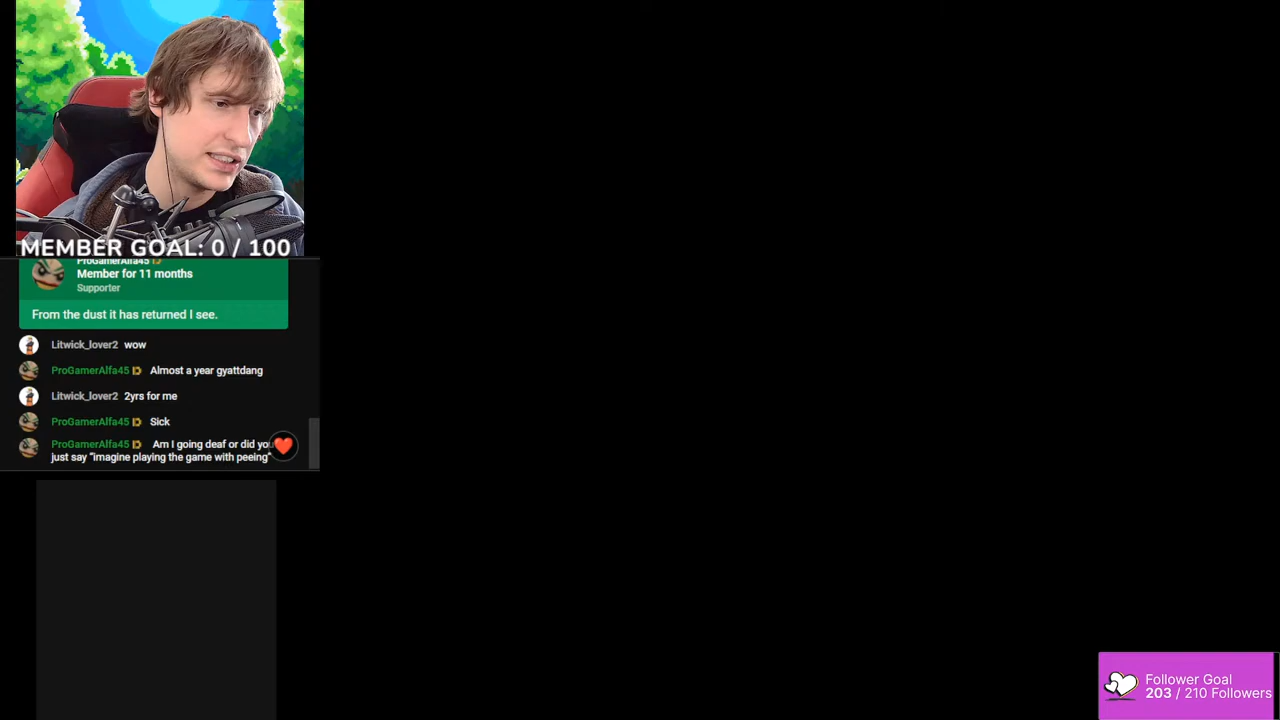 MEMBER GOAL: 0 / 100
ProGamerAlfa45
Member for 11 months
Supporter
From the dust it has returned I see.
Litwick_lover2 wow
ProGamerAlfa45 Almost a year gyattdang
Litwick_lover2 2yrs for me
ProGamerAlfa45 Sick
ProGamerAlfa45 Am I going deaf or did you
just say “imagine playing the game with peeing”
Follower Goal
203 / 210 Followers